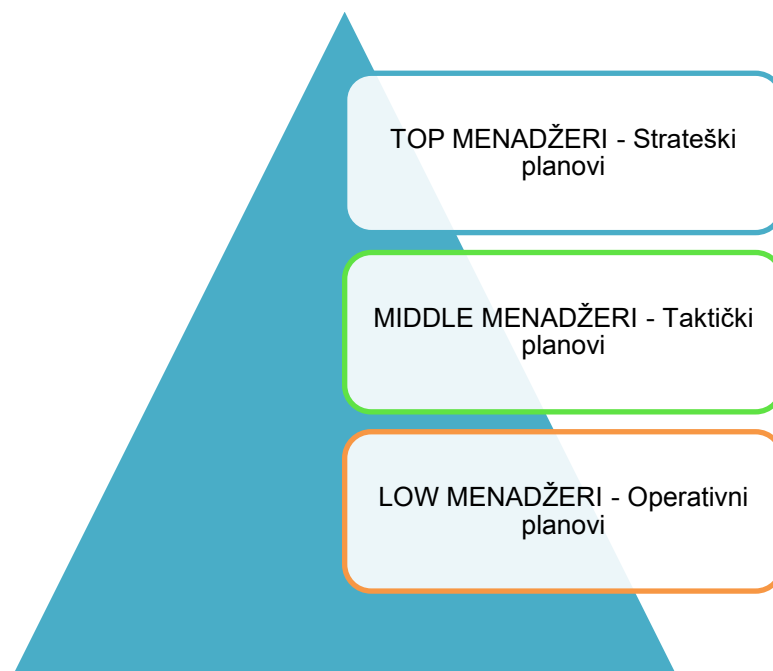 TOP MENADŽERI - Strateški
planovi
MIDDLE MENADŽERI - Taktički
planovi
LOW MENADŽERI - Operativni
planovi